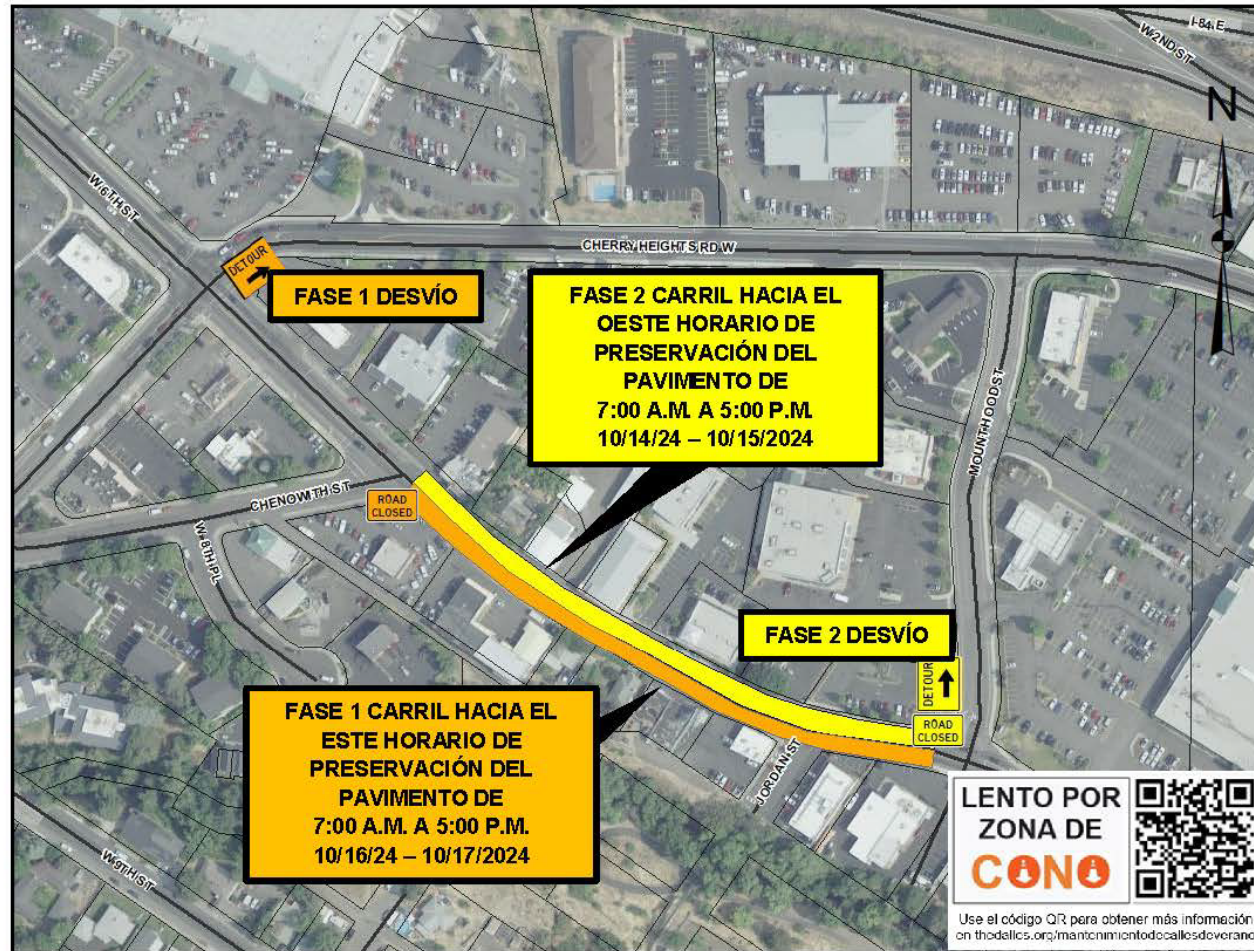 I-84 E
W 2ND ST
N
W 6TH ST
CHERRY HEIGHTS RD W
DETOUR
FASE 1 DESVÍO
FASE 2 CARRIL HACIA EL
OESTE HORARIO DE
PRESERVACIÓN DEL
PAVIMENTO DE
7:00 A.M. A 5:00 P.M.
10/14/24 – 10/15/2024
MOUNT HOOD ST
CHENOWITH ST
ROAD
CLOSED
W 8TH PL
FASE 2 DESVÍO
DETOUR
ROAD
CLOSED
FASE 1 CARRIL HACIA EL
ESTE HORARIO DE
PRESERVACIÓN DEL
PAVIMENTO DE
7:00 A.M. A 5:00 P.M.
10/16/24 – 10/17/2024
JORDAN ST
W 9TH ST
LENTO POR
ZONA DE
CONO
Use el código QR para obtener más información
en thedalles.org/mantenimientodecallesdeverano